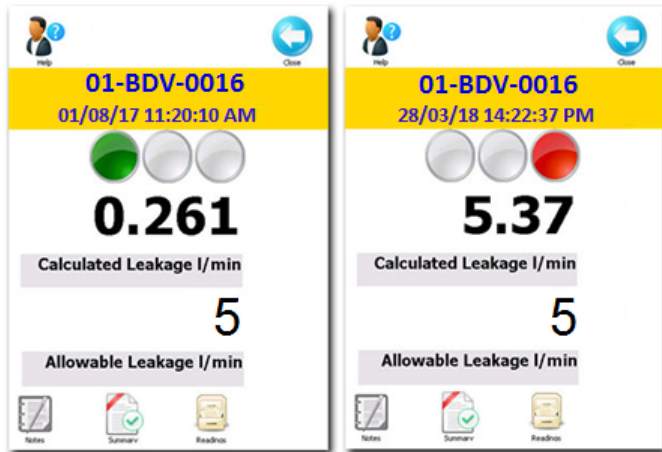 Help
Close
01-BDV-0016
01/08/17 11:20:10 AM
0.261
Calculated Leakage l/min
5
Allowable Leakage l/min
Notes
Summary
Readings
Help
Close
01-BDV-0016
28/03/18 14:22:37 PM
5.37
Calculated Leakage l/min
5
Allowable Leakage l/min
Notes
Summary
Readings